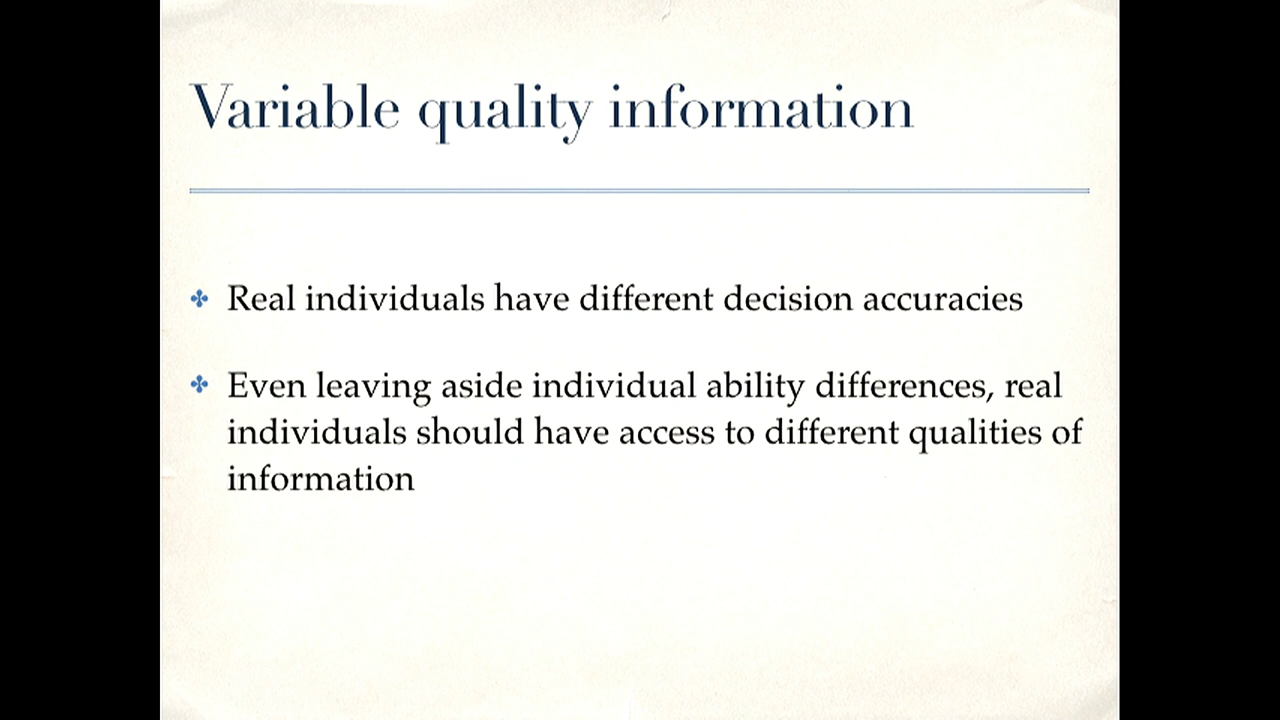 Variable quality information
Real individuals have different decision accuracies
Even leaving aside individual ability differences, real
individuals should have access to different qualities of
information